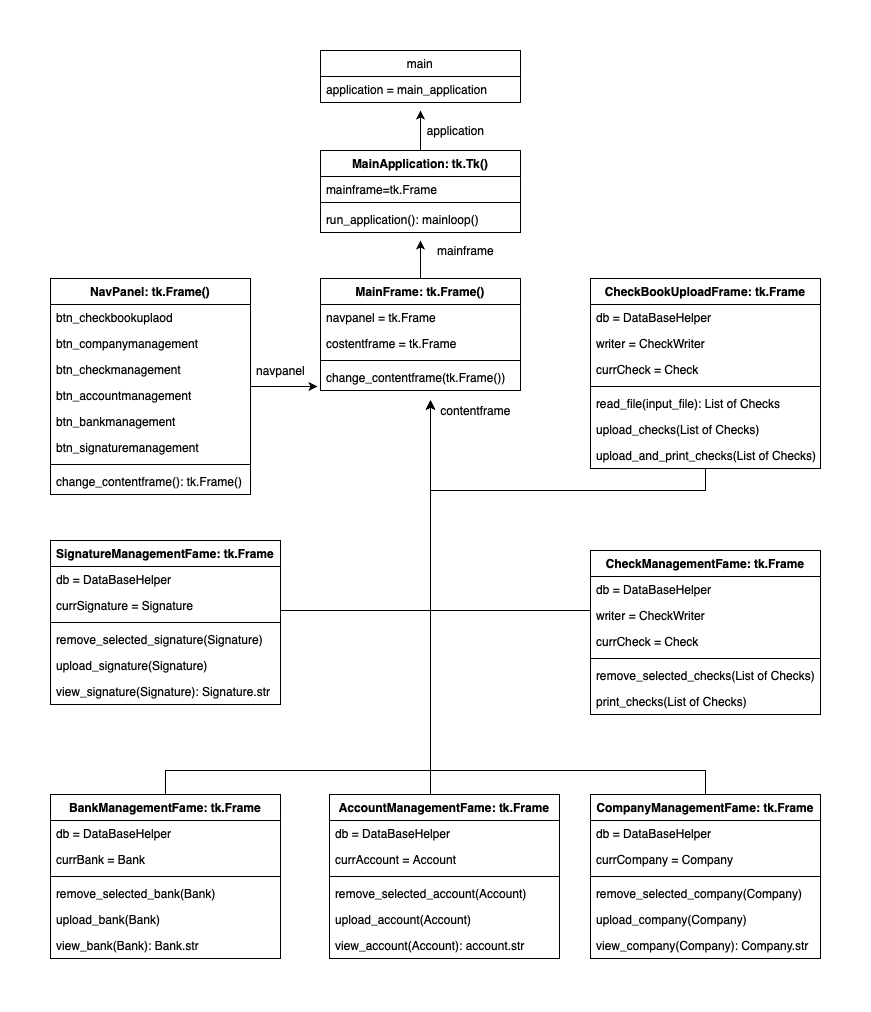 main
application = main_application
application
MainApplication: tk.Tk()
mainframe=tk.Frame
run_application(): mainloop()
mainframe
NavPanel: tk.Frame()
btn_checkbookuplaod
btn_companymanagement
btn_checkmanagement
btn_accountmanagement
btn_bankmanagement
btn_signaturemanagement
change_contentframe(): tk.Frame()
navpanel
MainFrame: tk.Frame()
navpanel = tk.Frame
costentframe = tk.Frame
change_contentframe(tk.Frame())
contentframe
CheckBookUploadFrame: tk.Frame
db = DataBaseHelper
writer = CheckWriter
currCheck = Check
read_file(input_file): List of Checks
upload_checks(List of Checks)
upload_and_print_checks(List of Checks)
SignatureManagementFame: tk.Frame
db = DataBaseHelper
currSignature = Signature
remove_selected_signature(Signature)
upload_signature(Signature)
view_signature(Signature): Signature.str
CheckManagementFame: tk.Frame
db = DataBaseHelper
writer = CheckWriter
currCheck = Check
remove_selected_checks(List of Checks)
print_checks(List of Checks)
BankManagementFame: tk.Frame
db = DataBaseHelper
currBank = Bank
remove_selected_bank(Bank)
upload_bank(Bank)
view_bank(Bank): Bank.str
AccountManagementFame: tk.Frame
db = DataBaseHelper
currAccount = Account
remove_selected_account(Account)
upload_account(Account)
view_account(Account): account.str
CompanyManagementFame: tk.Frame
db = DataBaseHelper
currCompany = Company
remove_selected_company(Company)
upload_company(Company)
view_company(Company): Company.str